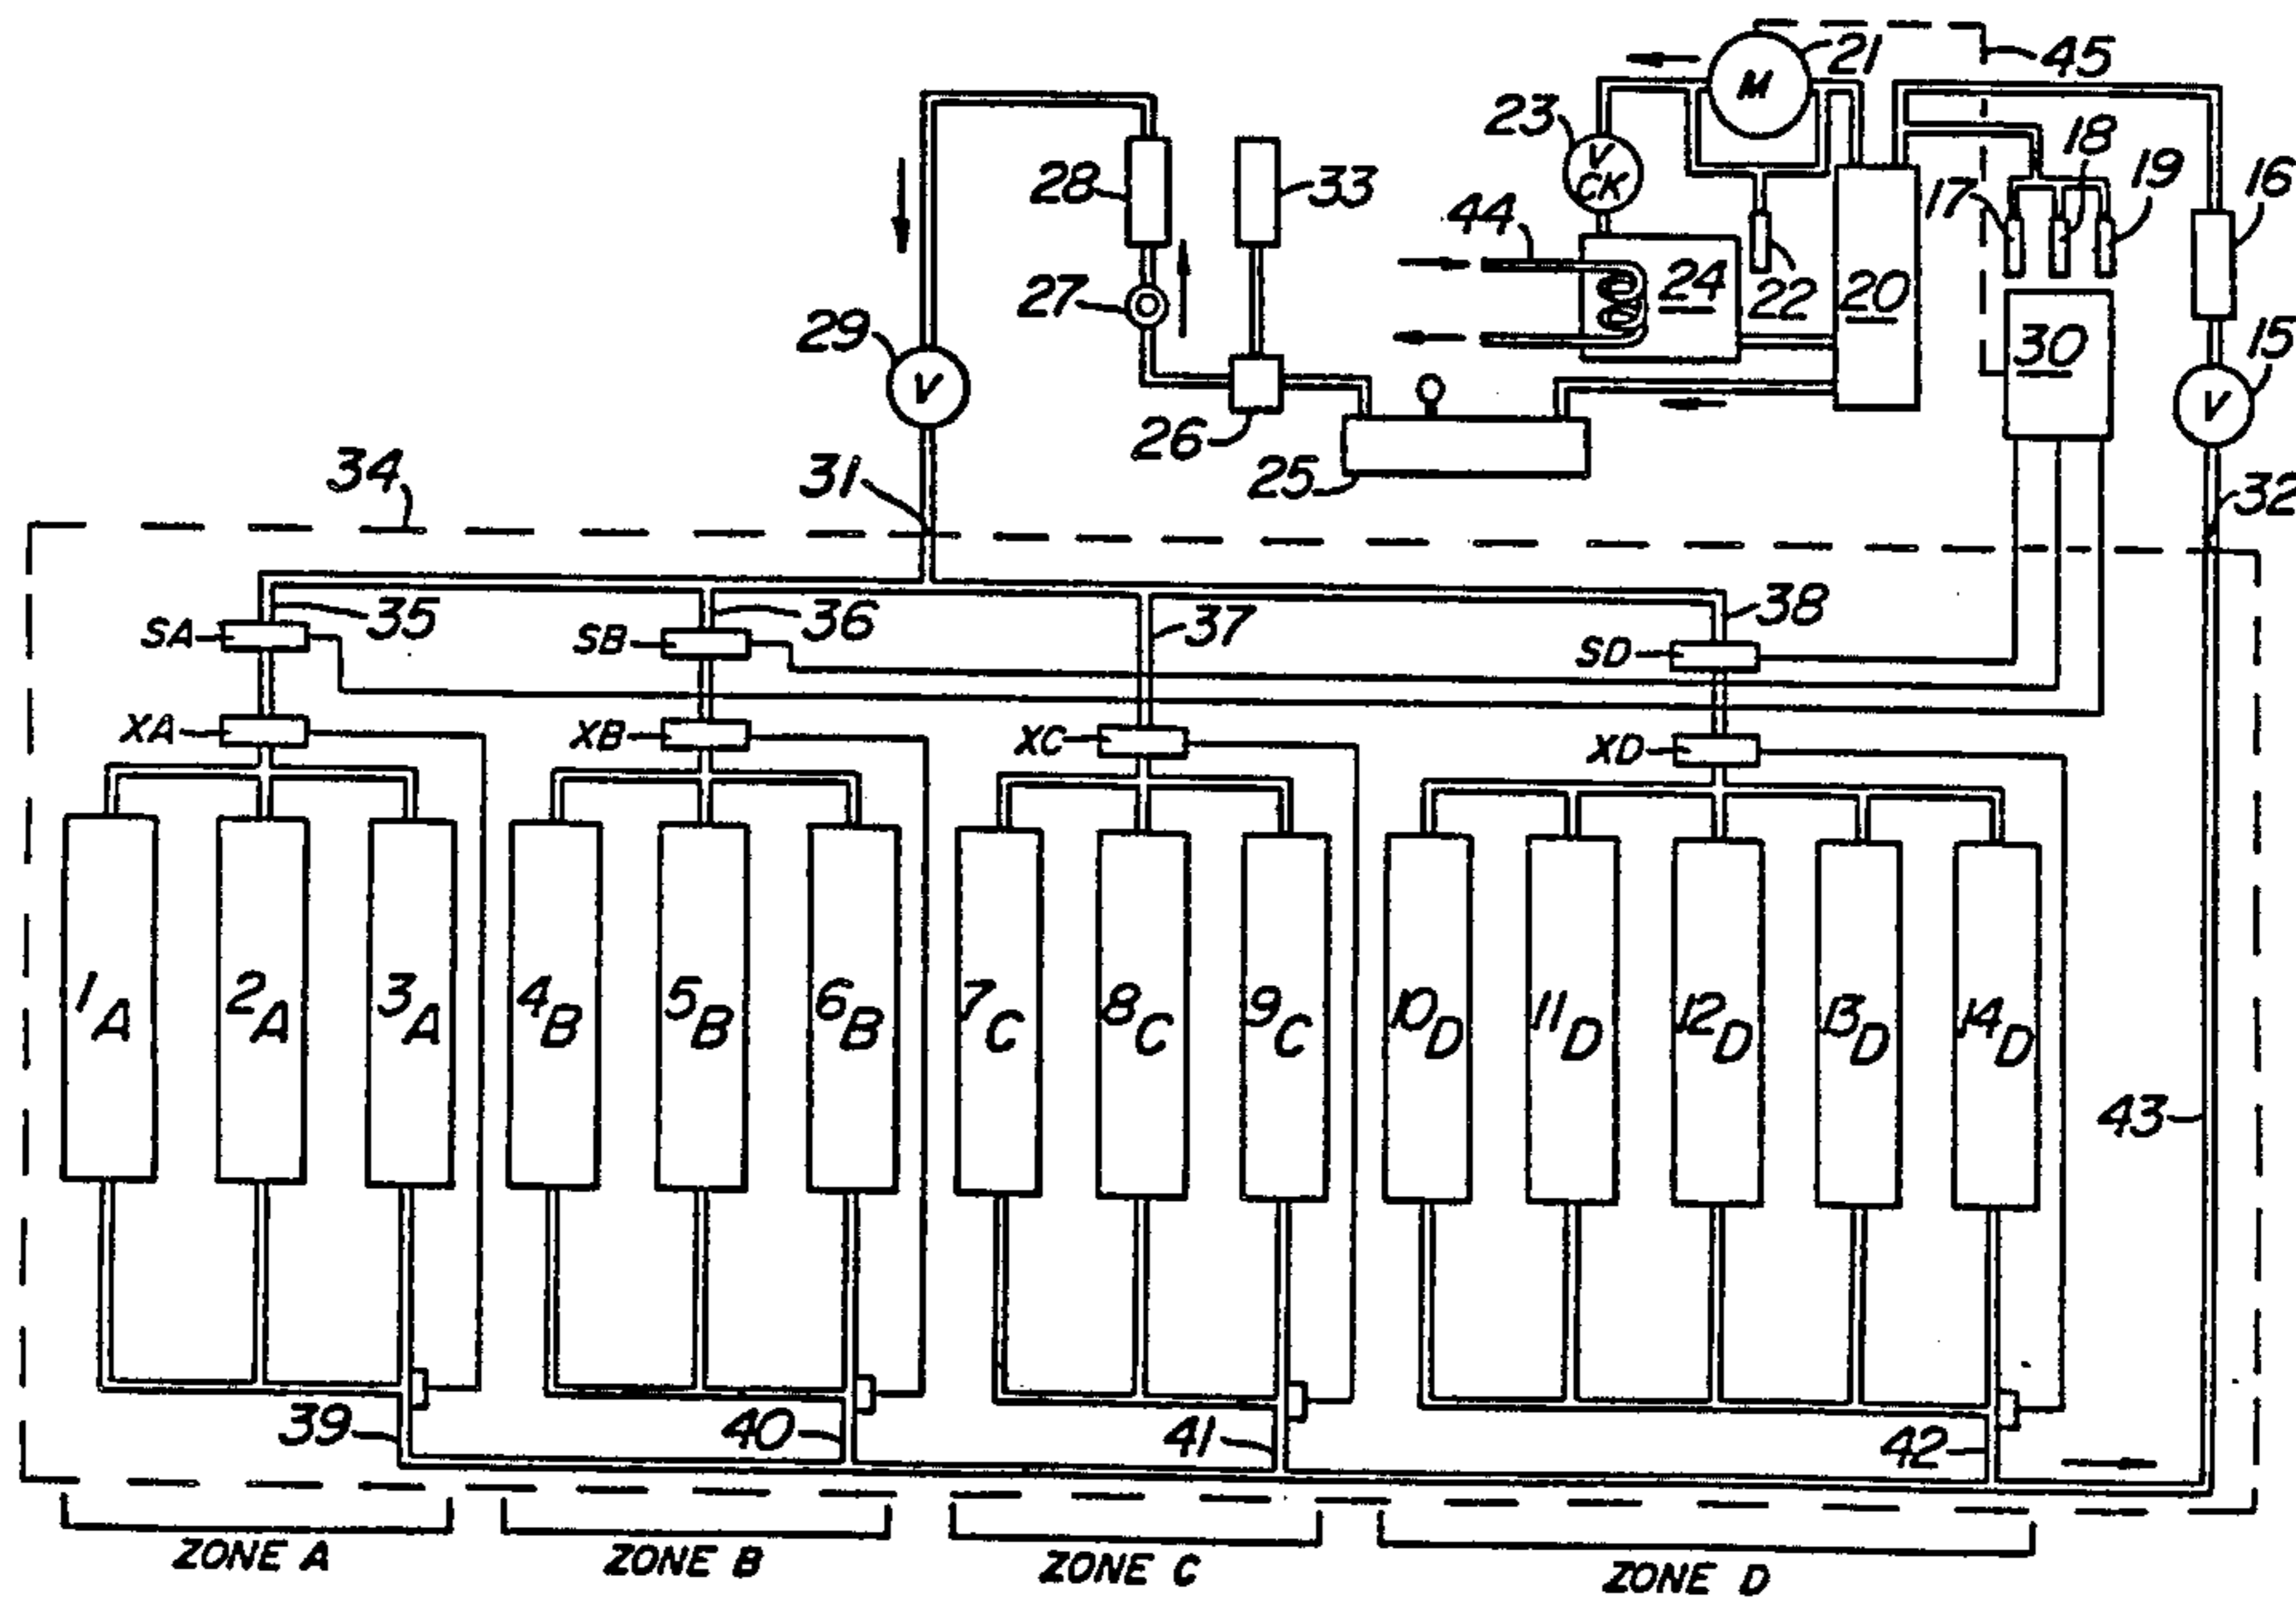 M
21
45
23
V
CK
18
28
33
44
17
19
16
24
22
20
27
29
V
30
15
V
26
25
31
34
32
35
36
37
38
SA
SB
SD
XA
XB
XC
XD
1A
2A
3A
4B
5B
6B
7C
8C
9C
10D
11D
12D
13D
14D
43
39
40
41
42
ZONE A
ZONE B
ZONE C
ZONE D